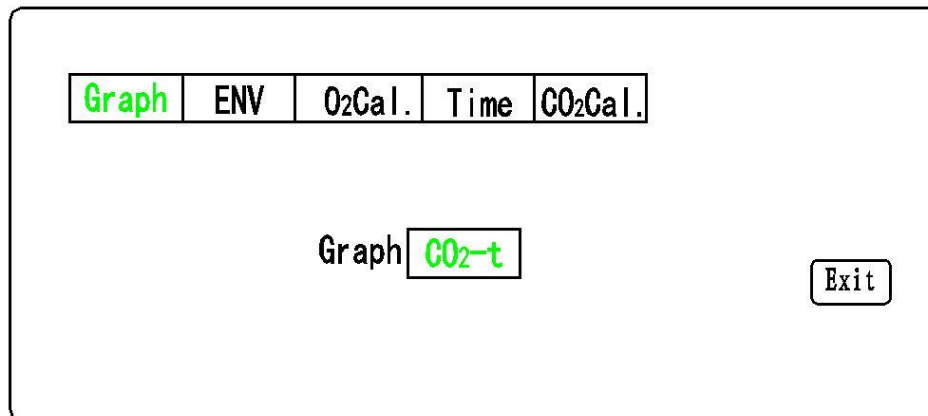 Graph ENV O₂Cal. Time CO₂Cal.
Graph CO₂-t
Exit